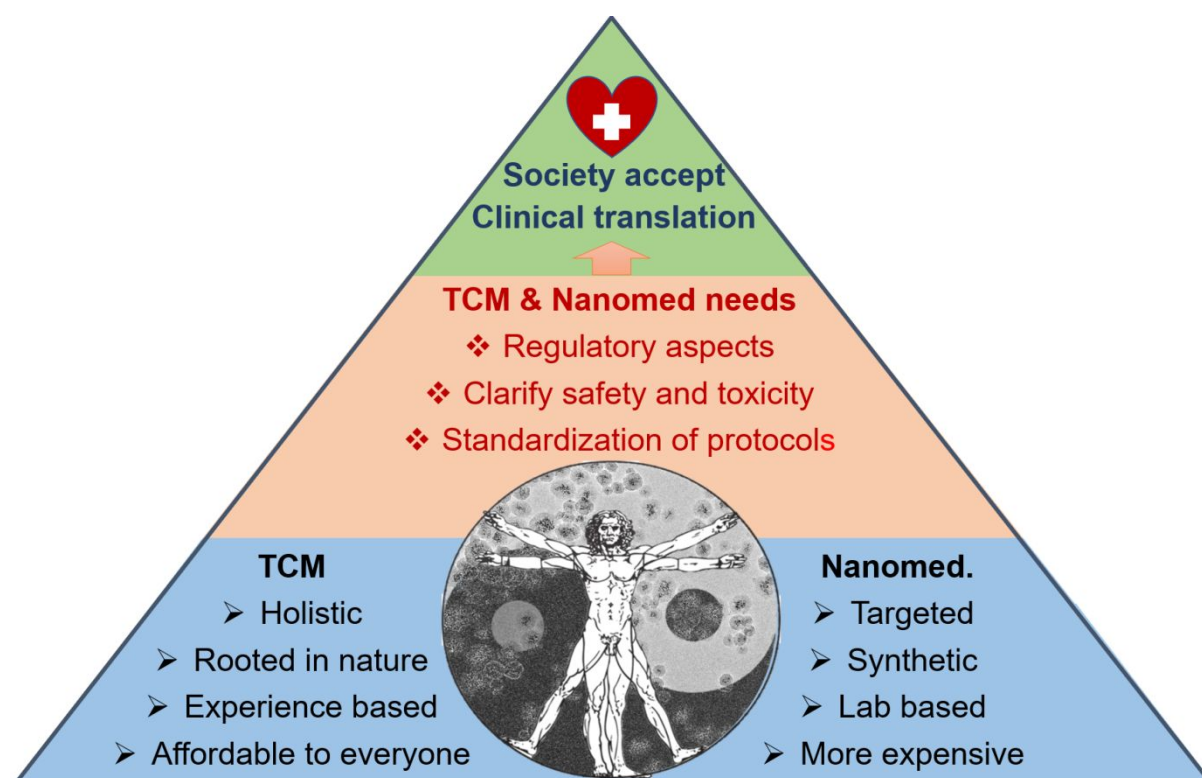 Society accept
Clinical translation
TCM & Nanomed needs
❖ Regulatory aspects
❖ Clarify safety and toxicity
❖ Standardization of protocols
TCM
➢ Holistic
➢ Rooted in nature
➢ Experience based
➢ Affordable to everyone
Nanomed.
➢ Targeted
➢ Synthetic
➢ Lab based
➢ More expensive